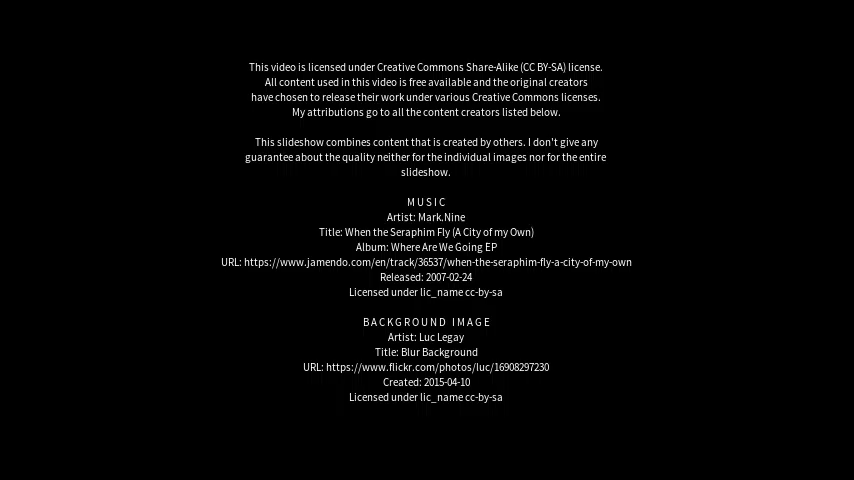 This video is licensed under Creative Commons Share-Alike (CC BY-SA) license.
All content used in this video is free available and the original creators
have chosen to release their work under various Creative Commons licenses.
My attributions go to all the content creators listed below.
This slideshow combines content that is created by others. I don't give any
guarantee about the quality neither for the individual images nor for the entire
slideshow.
MUSIC
Artist: Mark.Nine
Title: When the Seraphim Fly (A City of my Own)
Album: Where Are We Going EP
URL: https://www.jamendo.com/en/track/36537/when-the-seraphim-fly-a-city-of-my-own
Released: 2007-02-24
Licensed under lic_name cc-by-sa
BACKGROUND IMAGE
Artist: Luc Legay
Title: Blur Background
URL: https://www.flickr.com/photos/luc/16908297230
Created: 2015-04-10
Licensed under lic_name cc-by-sa